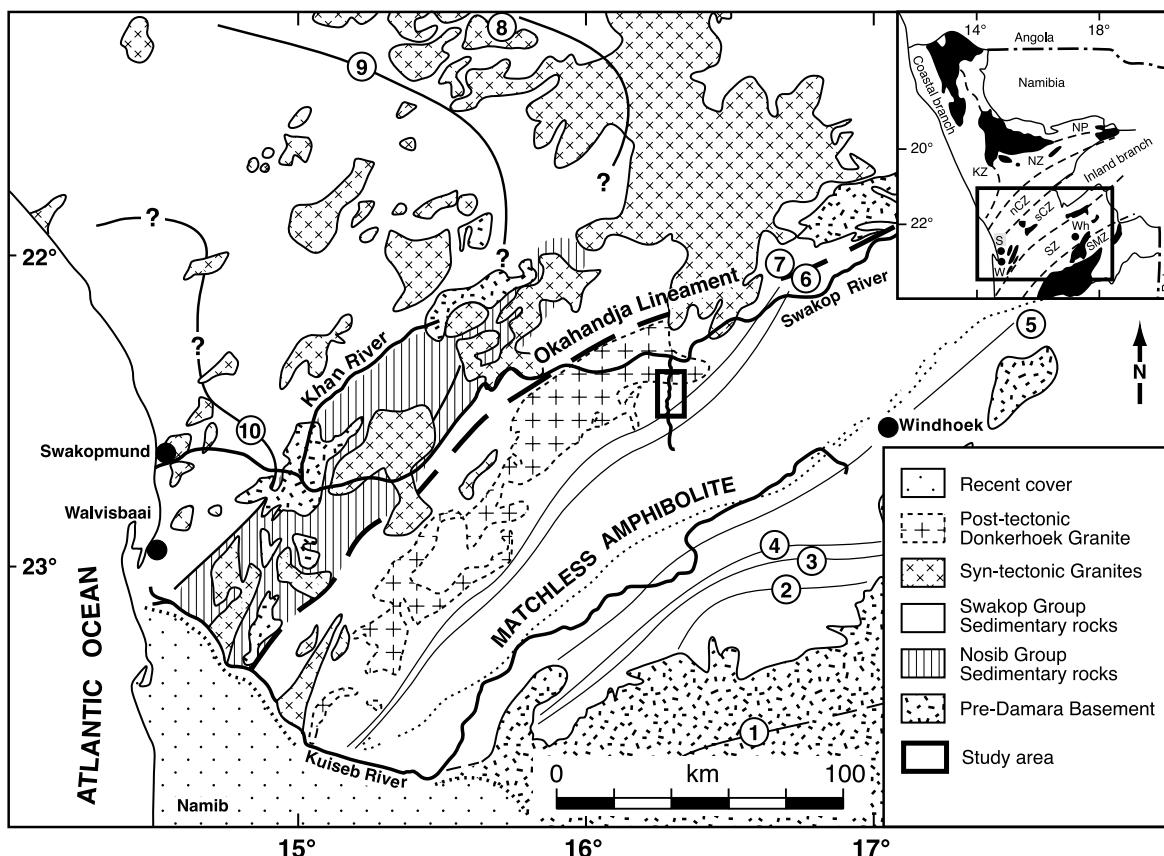 8
9
?
?
?
?
22°
23°
Khan River
Okahandja Lineament
7
6
Swakop River
10
Swakopmund
Walvisbaai
ATLANTIC OCEAN
MATCHLESS AMPHIBOLITE
5
Windhoek
4
3
2
1
Kuiseb River
Namib
0 km 100
15° 16° 17°
14° 18°
Angola
Namibia
Coastal branch
20°
22°
NP
NZ
KZ
Inland branch
nCZ
sCZ
SZ
SMZ
Wh
S
W
N
Recent cover
Post-tectonic
Donkerhoek Granite
Syn-tectonic Granites
Swakop Group
Sedimentary rocks
Nosib Group
Sedimentary rocks
Pre-Damara Basement
Study area